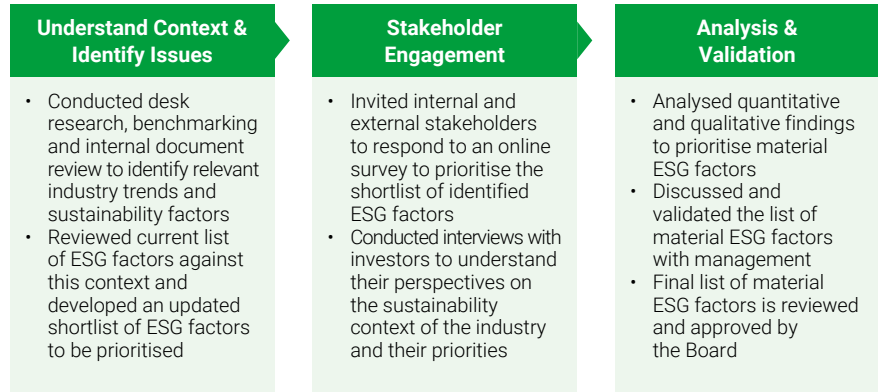 Understand Context &
Identify Issues
• Conducted desk
research, benchmarking
and internal document
review to identify relevant
industry trends and
sustainability factors
• Reviewed current list
of ESG factors against
this context and
developed an updated
shortlist of ESG factors
to be prioritised
Stakeholder
Engagement
• Invited internal and
external stakeholders
to respond to an online
survey to prioritise the
shortlist of identified
ESG factors
• Conducted interviews with
investors to understand
their perspectives on
the sustainability
context of the industry
and their priorities
Analysis &
Validation
• Analysed quantitative
and qualitative findings
to prioritise material
ESG factors
• Discussed and
validated the list of
material ESG factors
with management
• Final list of material
ESG factors is reviewed
and approved by
the Board